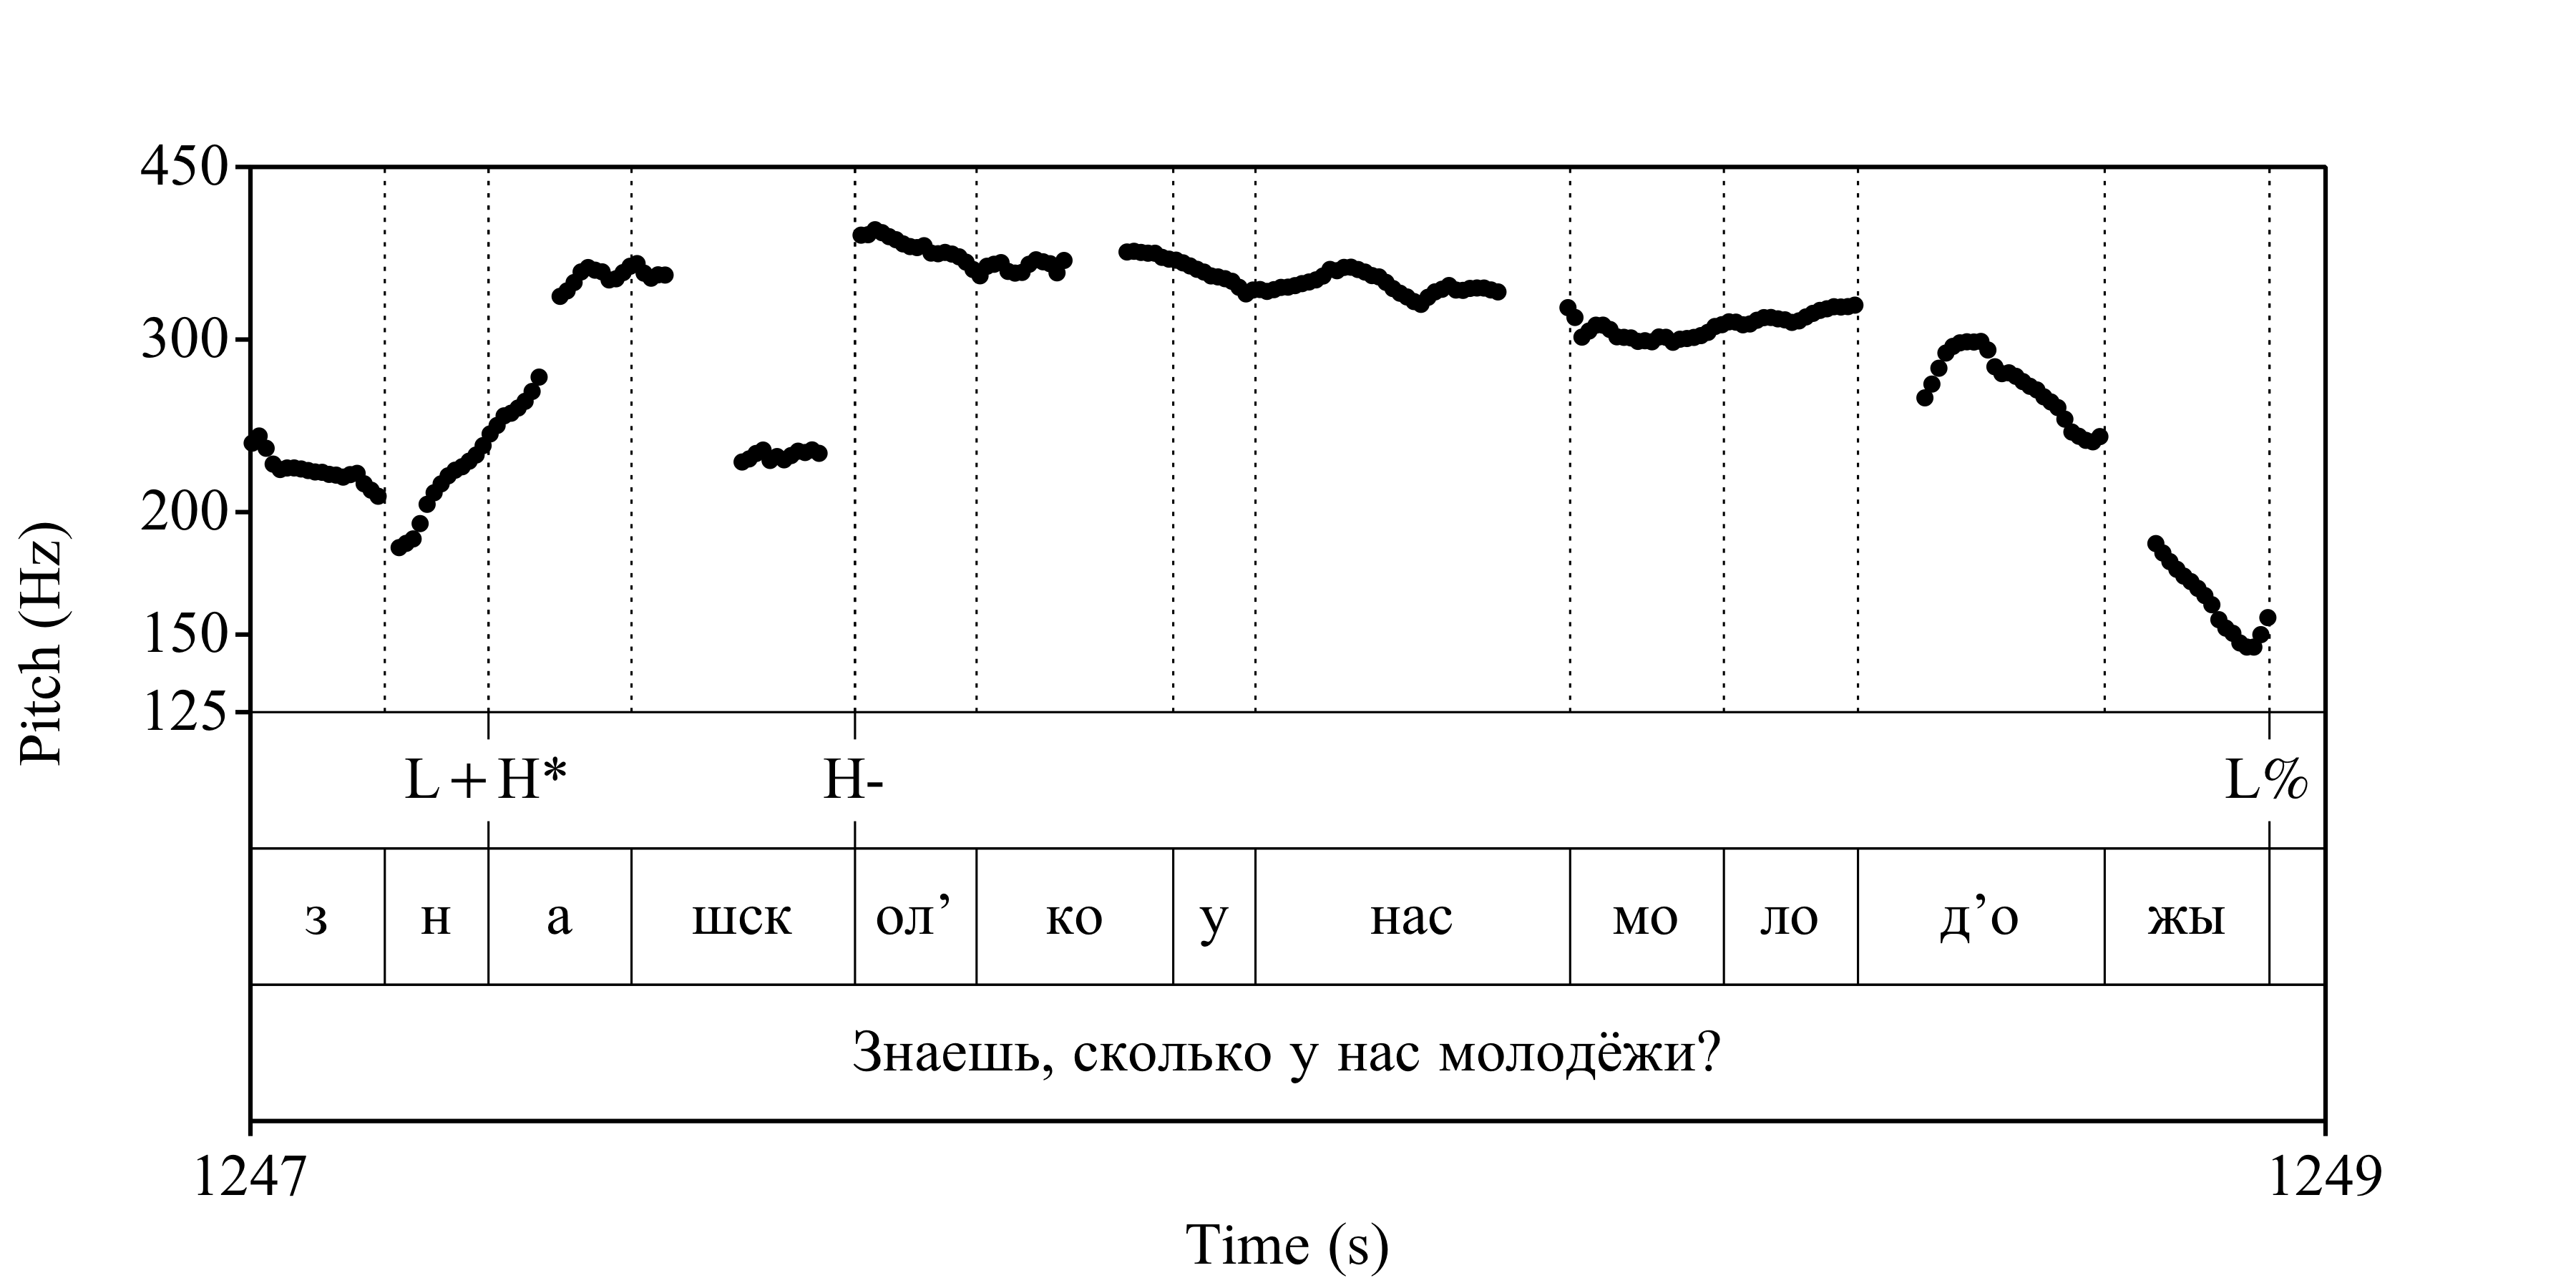 450
300
200
150
125
Pitch (Hz)
L+H* H- L%
з н а шск ол’ ко у нас мо ло д’о жы
Знаешь, сколько у нас молодёжи?
1247 1249
Time (s)